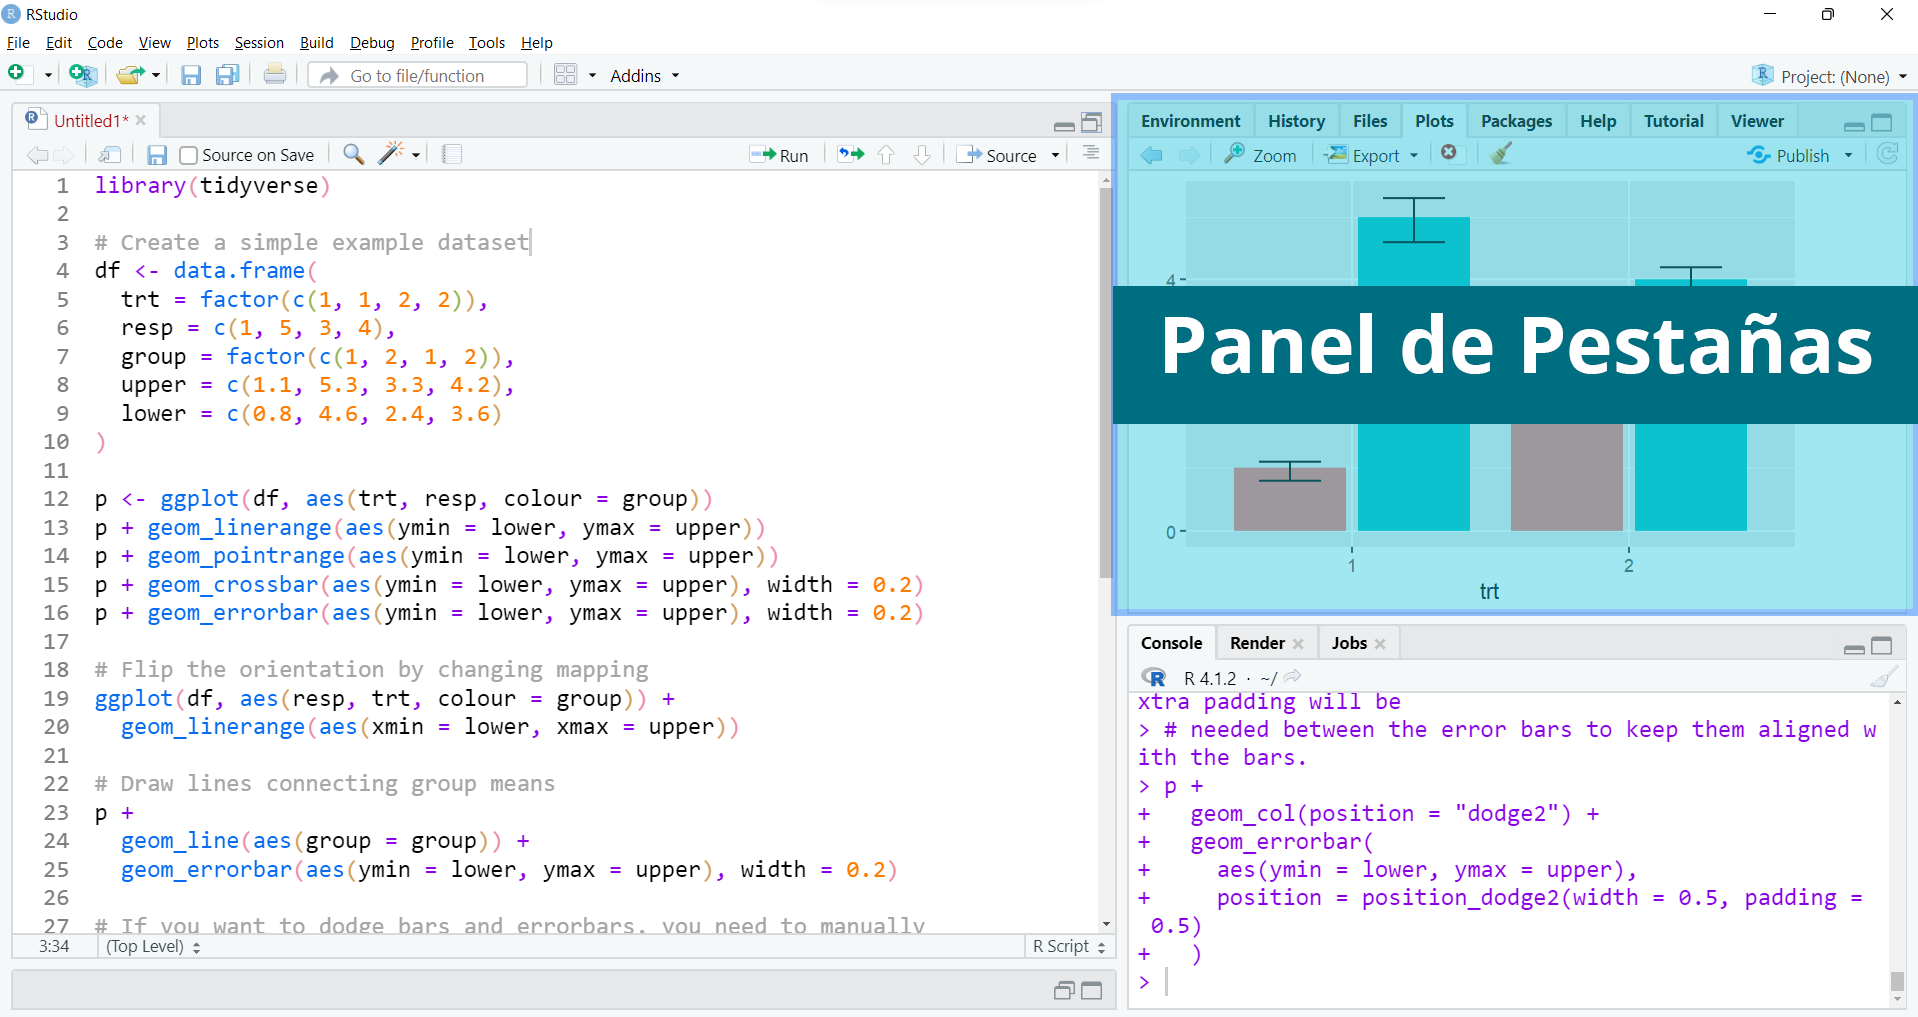 RStudio
File Edit Code View Plots Session Build Debug Profile Tools Help
Go to file/function Addins Project: (None)
Untitled1*
Source on Save Run Source
1 library(tidyverse)
2
3 # Create a simple example dataset
4 df <- data.frame(
5 trt = factor(c(1, 1, 2, 2)),
6 resp = c(1, 5, 3, 4),
7 group = factor(c(1, 2, 1, 2)),
8 upper = c(1.1, 5.3, 3.3, 4.2),
9 lower = c(0.8, 4.6, 2.4, 3.6)
10 )
11
12 p <- ggplot(df, aes(trt, resp, colour = group))
13 p + geom_linerange(aes(ymin = lower, ymax = upper))
14 p + geom_pointrange(aes(ymin = lower, ymax = upper))
15 p + geom_crossbar(aes(ymin = lower, ymax = upper), width = 0.2)
16 p + geom_errorbar(aes(ymin = lower, ymax = upper), width = 0.2)
17
18 # Flip the orientation by changing mapping
19 ggplot(df, aes(resp, trt, colour = group)) +
20 geom_linerange(aes(xmin = lower, xmax = upper))
21
22 # Draw lines connecting group means
23 p +
24 geom_line(aes(group = group)) +
25 geom_errorbar(aes(ymin = lower, ymax = upper), width = 0.2)
26
27 # If you want to dodge bars and errorbars, you need to manually
3:34 (Top Level) R Script
Environment History Files Plots Packages Help Tutorial Viewer
Zoom Export Publish
4
Panel de Pestañas
0
1 2
trt
Console Render Jobs
R 4.1.2 · ~/
xtra padding will be
> # needed between the error bars to keep them aligned w
ith the bars.
> p +
+ geom_col(position = "dodge2") +
+ geom_errorbar(
+ aes(ymin = lower, ymax = upper),
+ position = position_dodge2(width = 0.5, padding =
0.5)
+ )
>